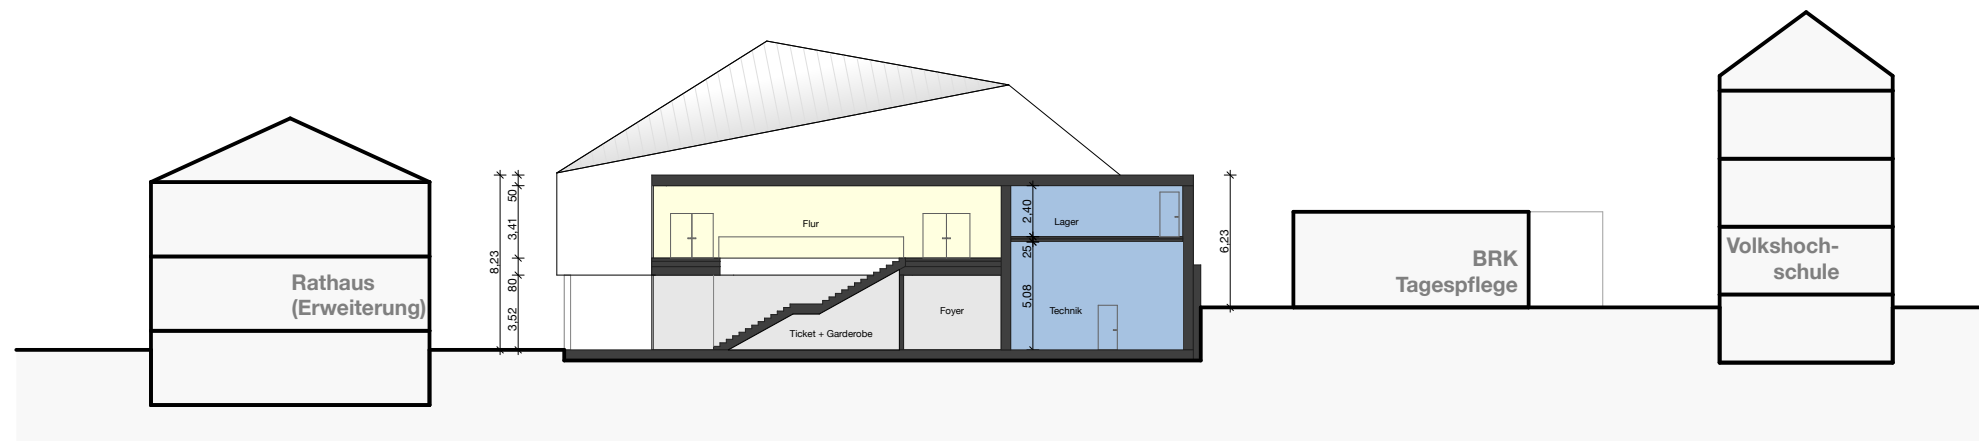 Rathaus
(Erweiterung)
8,23
50
3,41
80
3,52
Flur
Ticket + Garderobe
Foyer
2,40
Lager
25
5,08
Technik
6,23
BRK
Tagespflege
Volkshoch-
schule